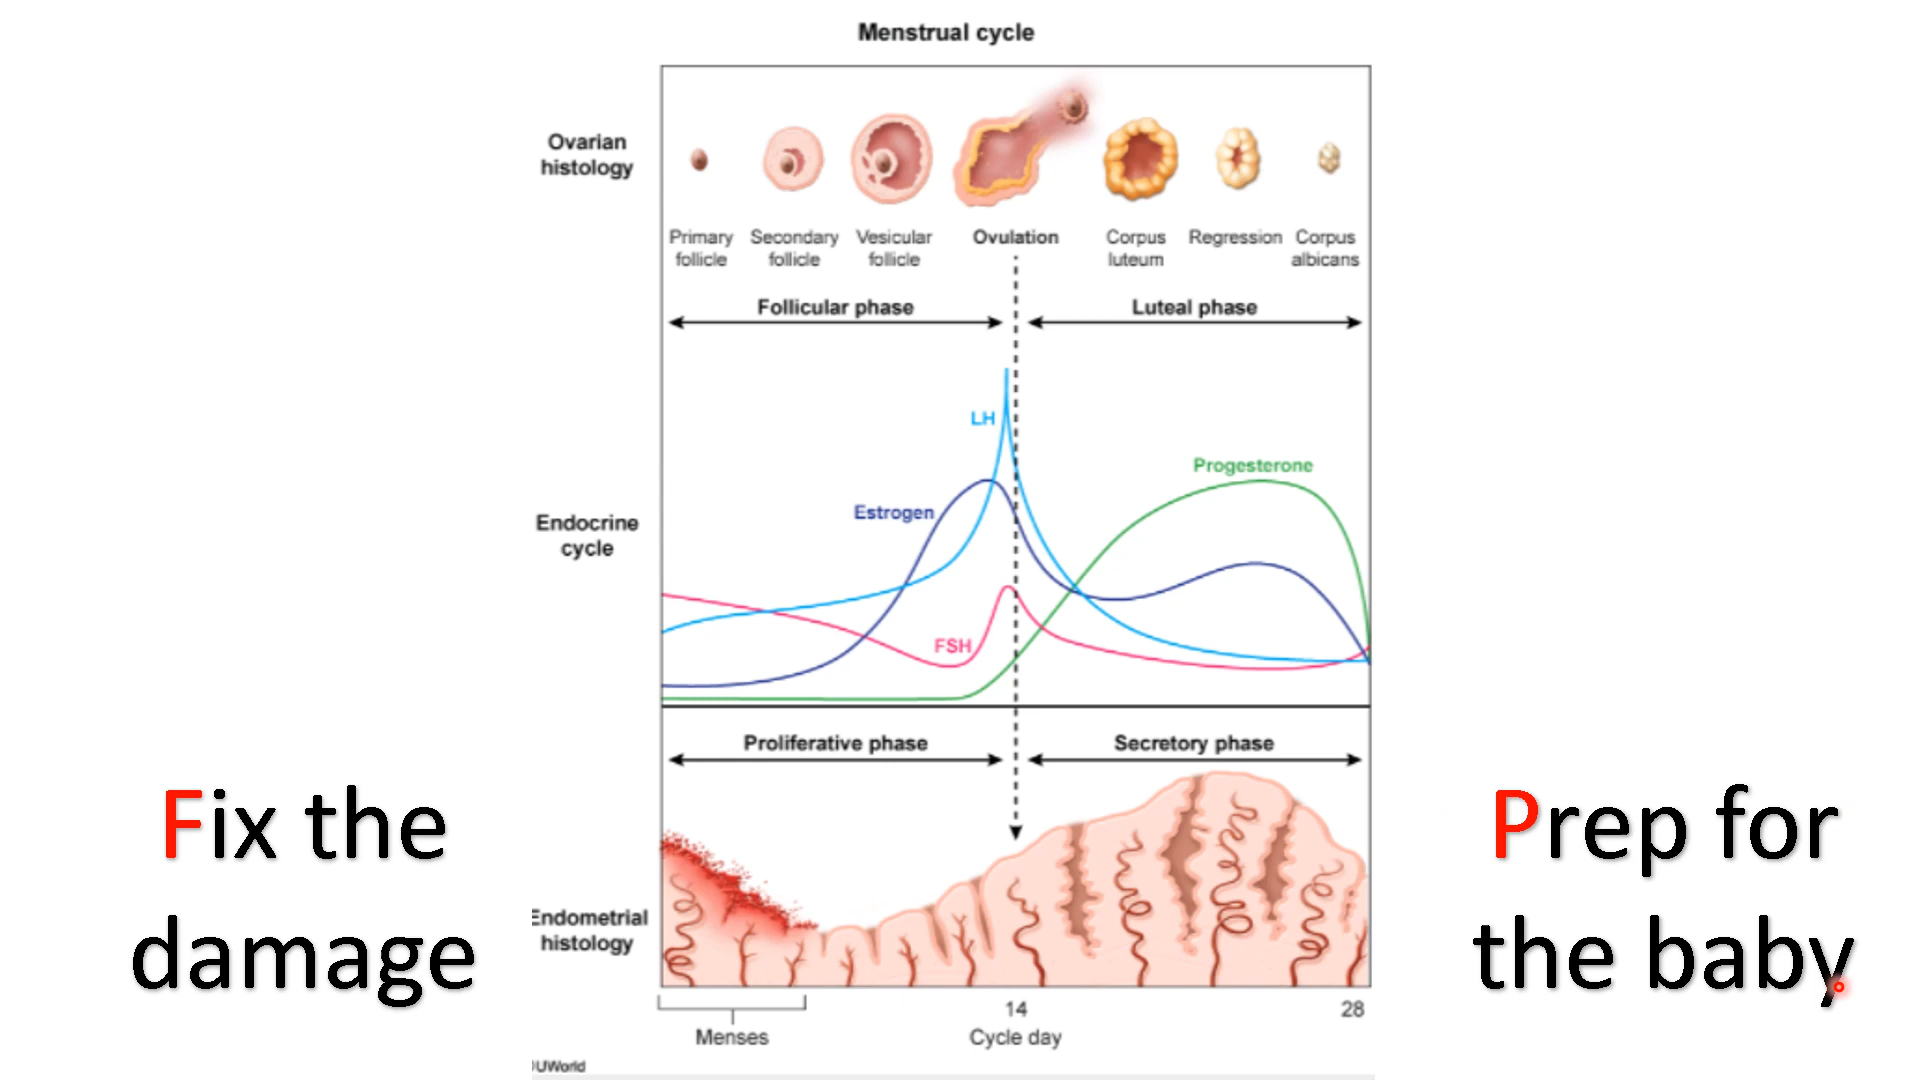 Menstrual cycle
Ovarian
histology
Primary
follicle
Secondary
follicle
Vesicular
follicle
Ovulation
Corpus
luteum
Regression
Corpus
albicans
Follicular phase
Luteal phase
LH
Progesterone
Estrogen
Endocrine
cycle
FSH
Proliferative phase
Secretory phase
Fix the
damage
Prep for
the baby
Endometrial
histology
14
28
Menses
Cycle day
UWorld